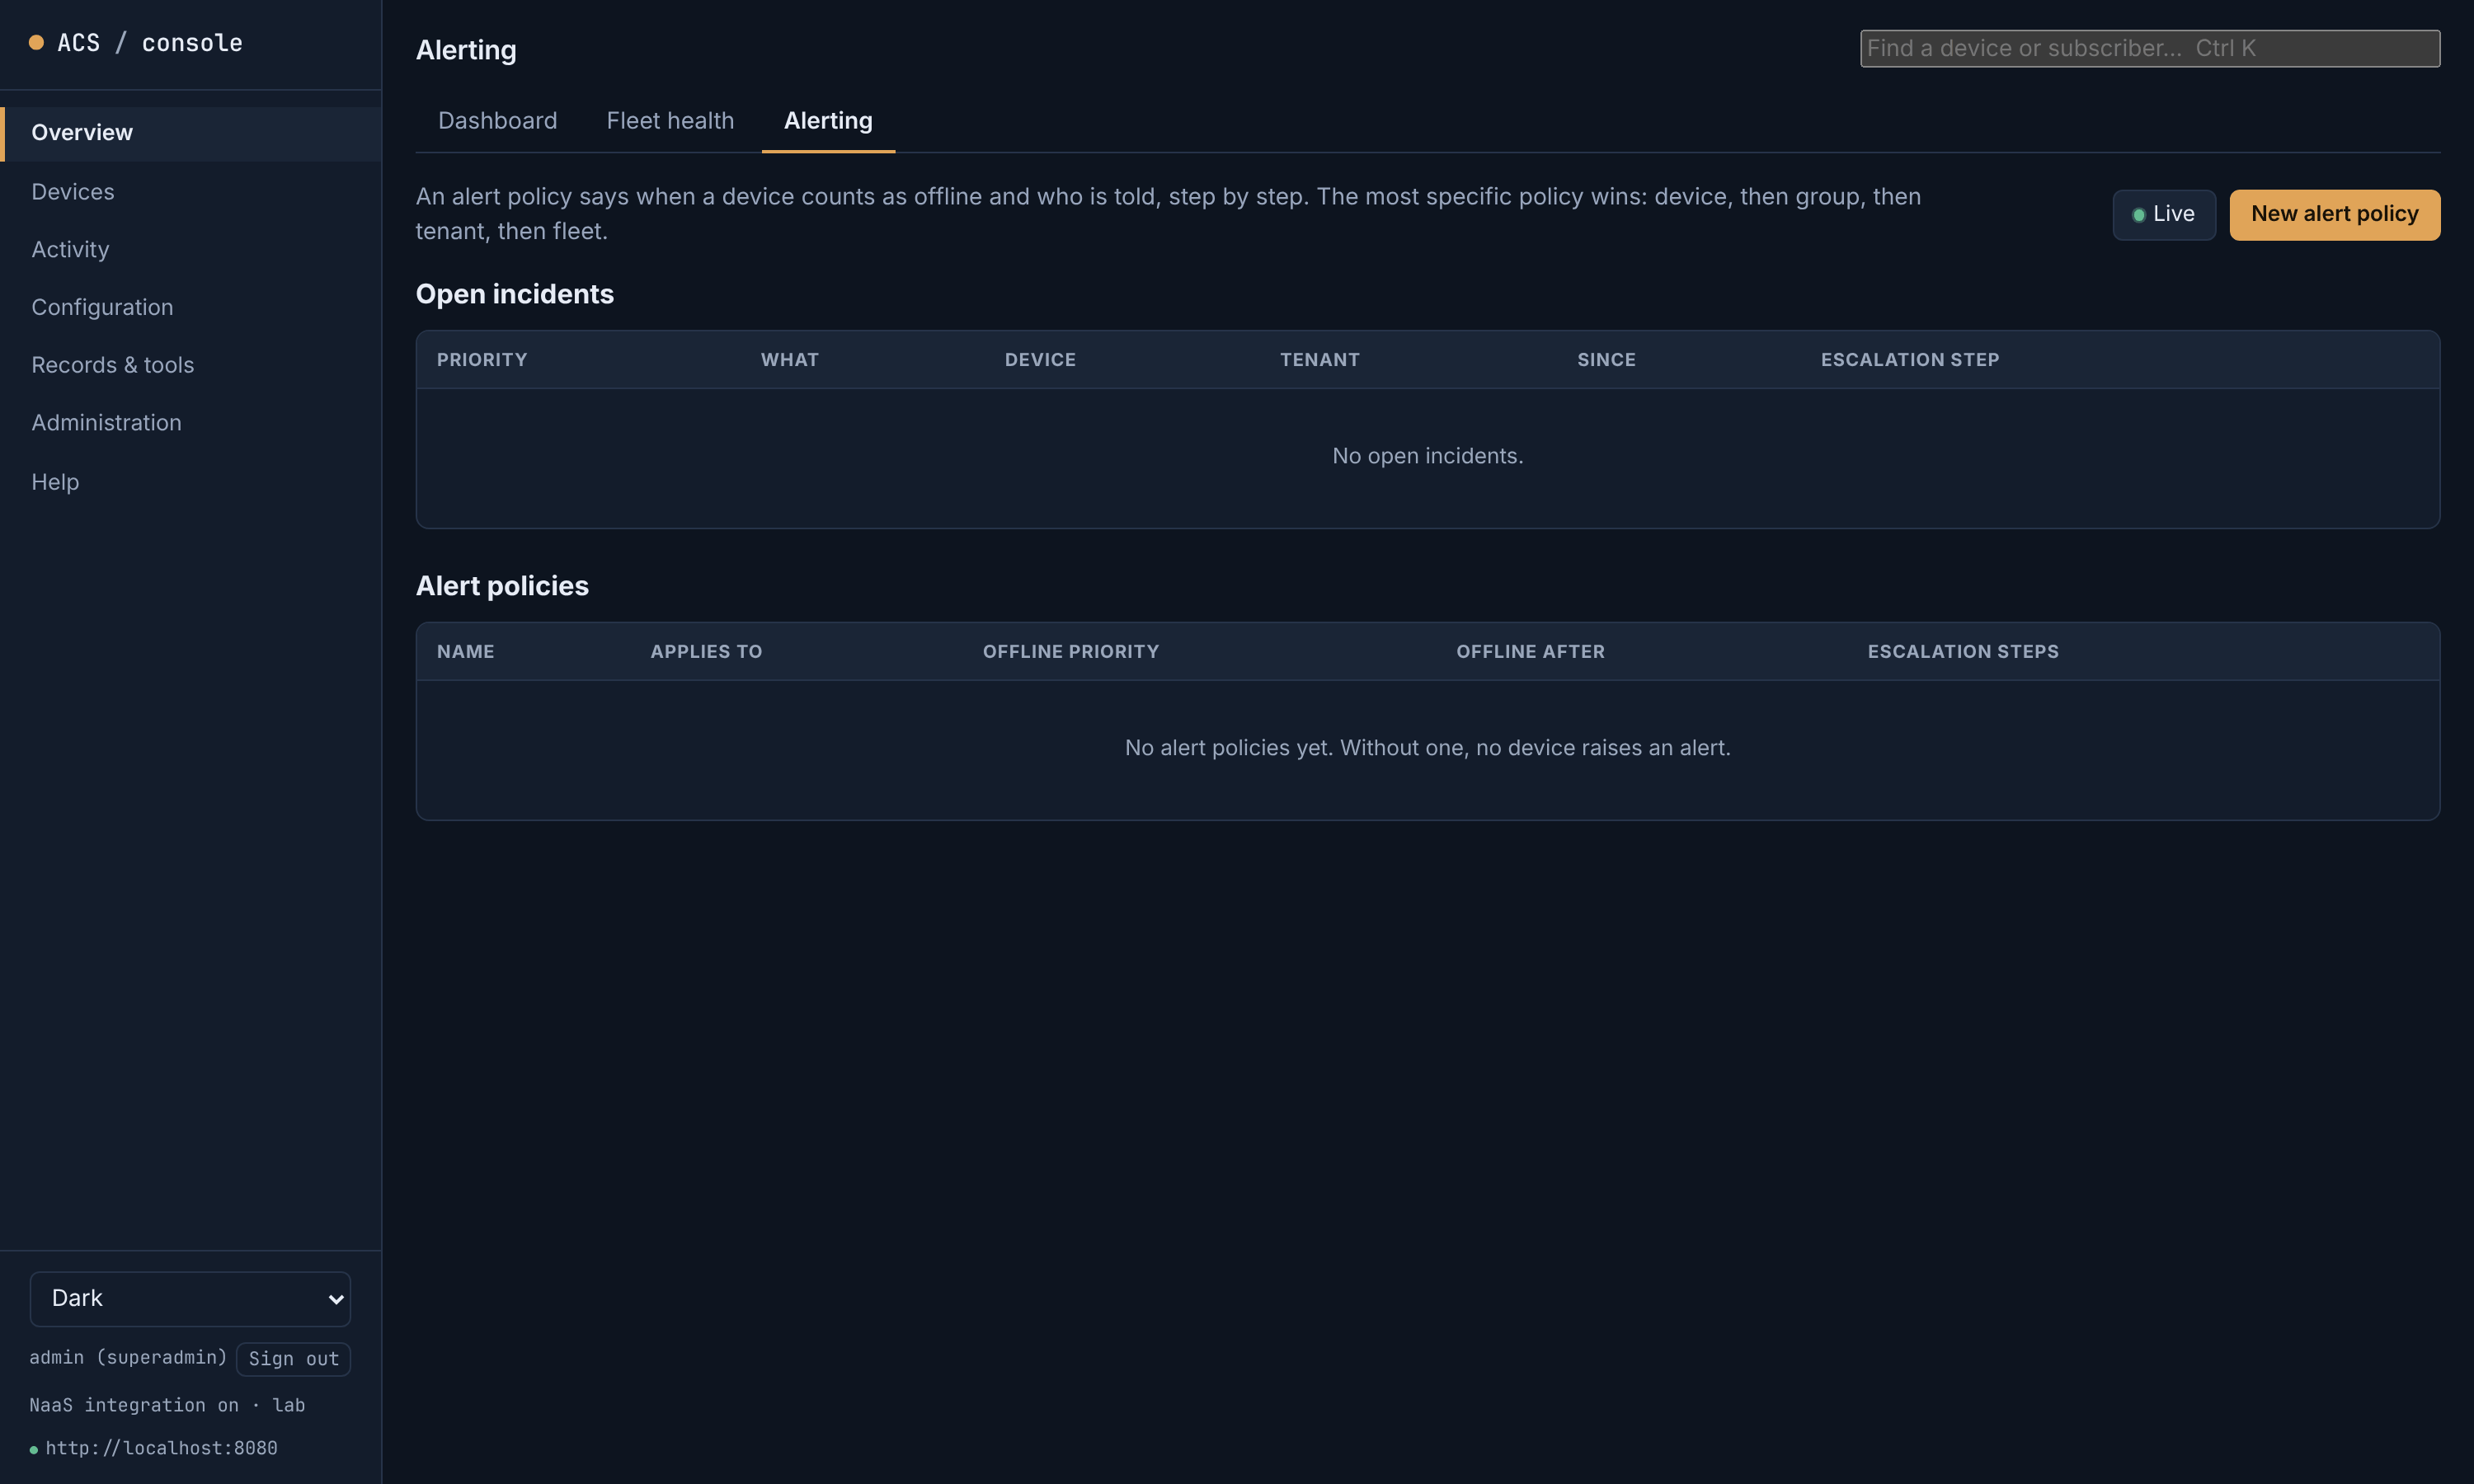 ACS / console
Overview
Devices
Activity
Configuration
Records & tools
Administration
Help
Dark
admin (superadmin) Sign out
NaaS integration on · lab
http://localhost:8080
Alerting
Find a device or subscriber... Ctrl K
Dashboard Fleet health Alerting
An alert policy says when a device counts as offline and who is told, step by step. The most specific policy wins: device, then group, then
tenant, then fleet.
Live New alert policy
Open incidents
PRIORITY WHAT DEVICE TENANT SINCE ESCALATION STEP
No open incidents.
Alert policies
NAME APPLIES TO OFFLINE PRIORITY OFFLINE AFTER ESCALATION STEPS
No alert policies yet. Without one, no device raises an alert.